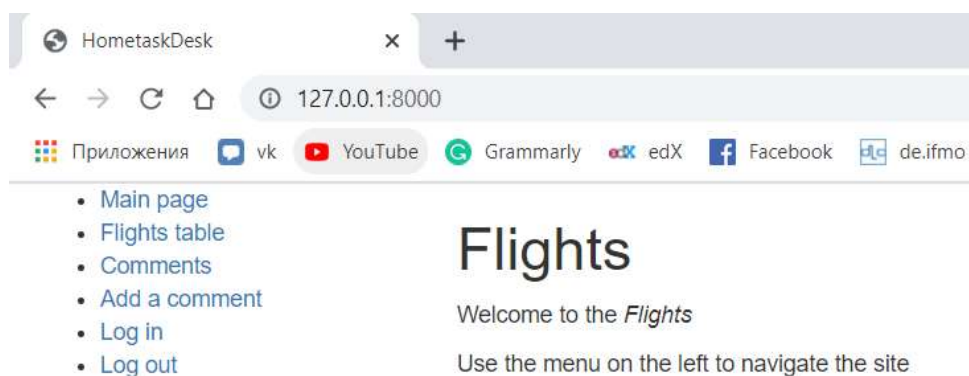 HometaskDesk
127.0.0.1:8000
Приложения vk YouTube Grammarly edX Facebook de.ifmo
Main page
Flights table
Comments
Add a comment
Log in
Log out
Flights
Welcome to the Flights
Use the menu on the left to navigate the site